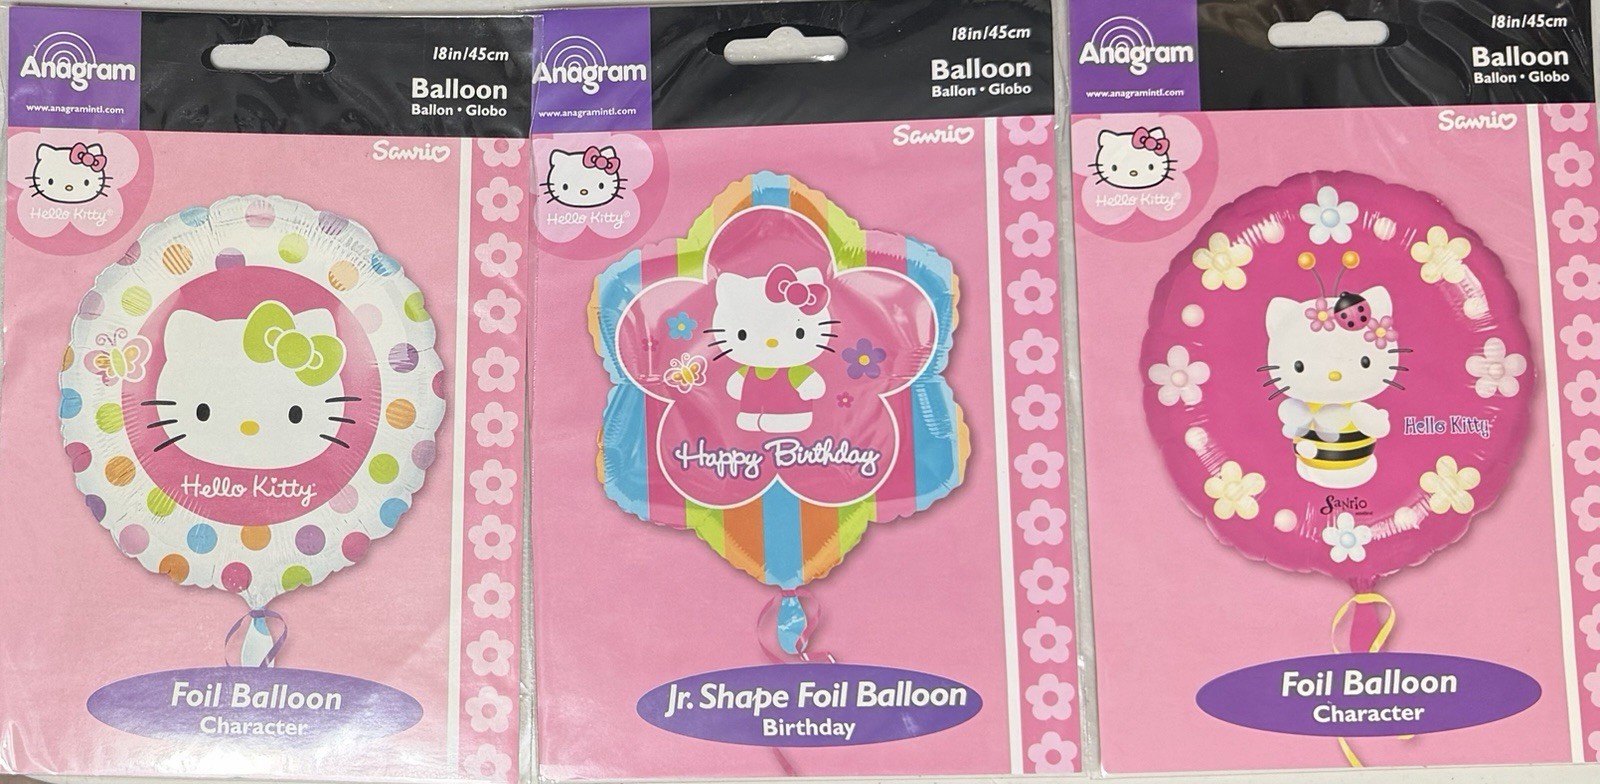 Anagram
www.anagramintl.com
18in/45cm
Balloon
Ballon • Globo
Sanrio
Hello Kitty®
Hello Kitty
Foil Balloon
Character
Anagram
www.anagramintl.com
18in/45cm
Balloon
Ballon • Globo
Sanrio
Hello Kitty®
Happy Birthday
Jr. Shape Foil Balloon
Birthday
Anagram
www.anagramintl.com
18in/45cm
Balloon
Ballon • Globo
Sanrio
Hello Kitty®
Hello Kitty
Sanrio
Foil Balloon
Character